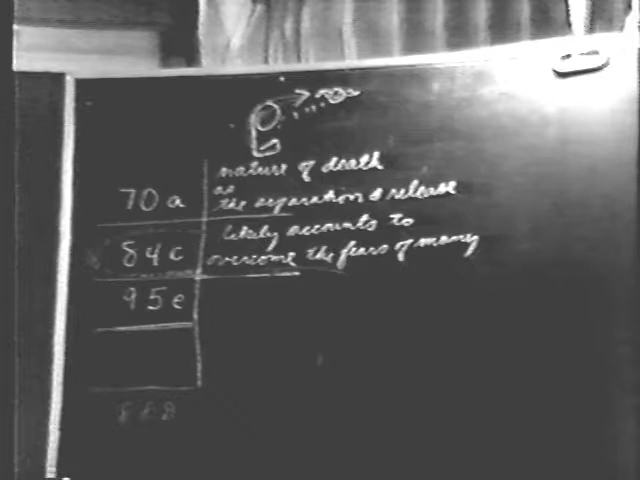 nature of death
as
70a the separation & release
likely accounts to
84c overcome the fears of many
95e